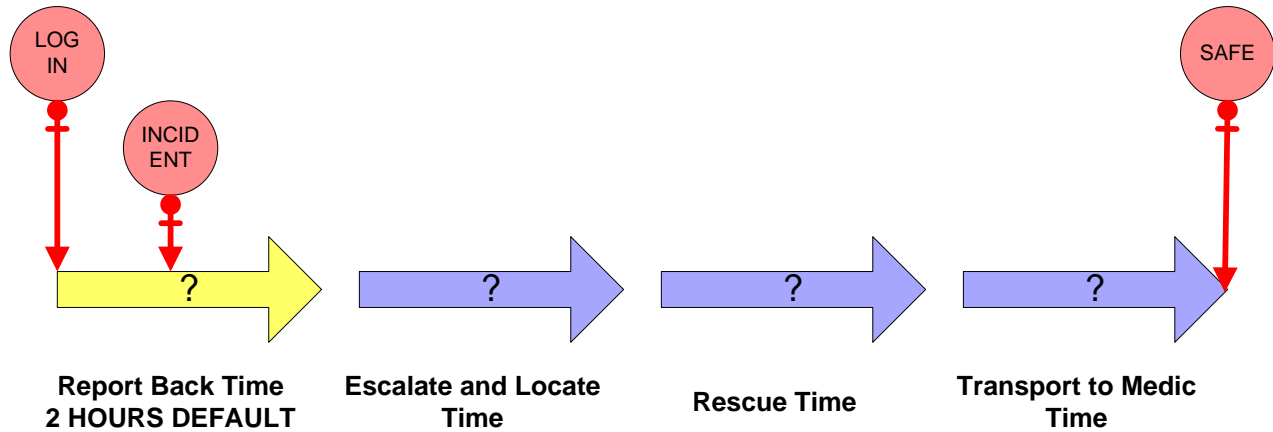 LOG
IN
INCID
ENT
SAFE
?
?
?
?
Report Back Time
2 HOURS DEFAULT
Escalate and Locate
Time
Rescue Time
Transport to Medic
Time